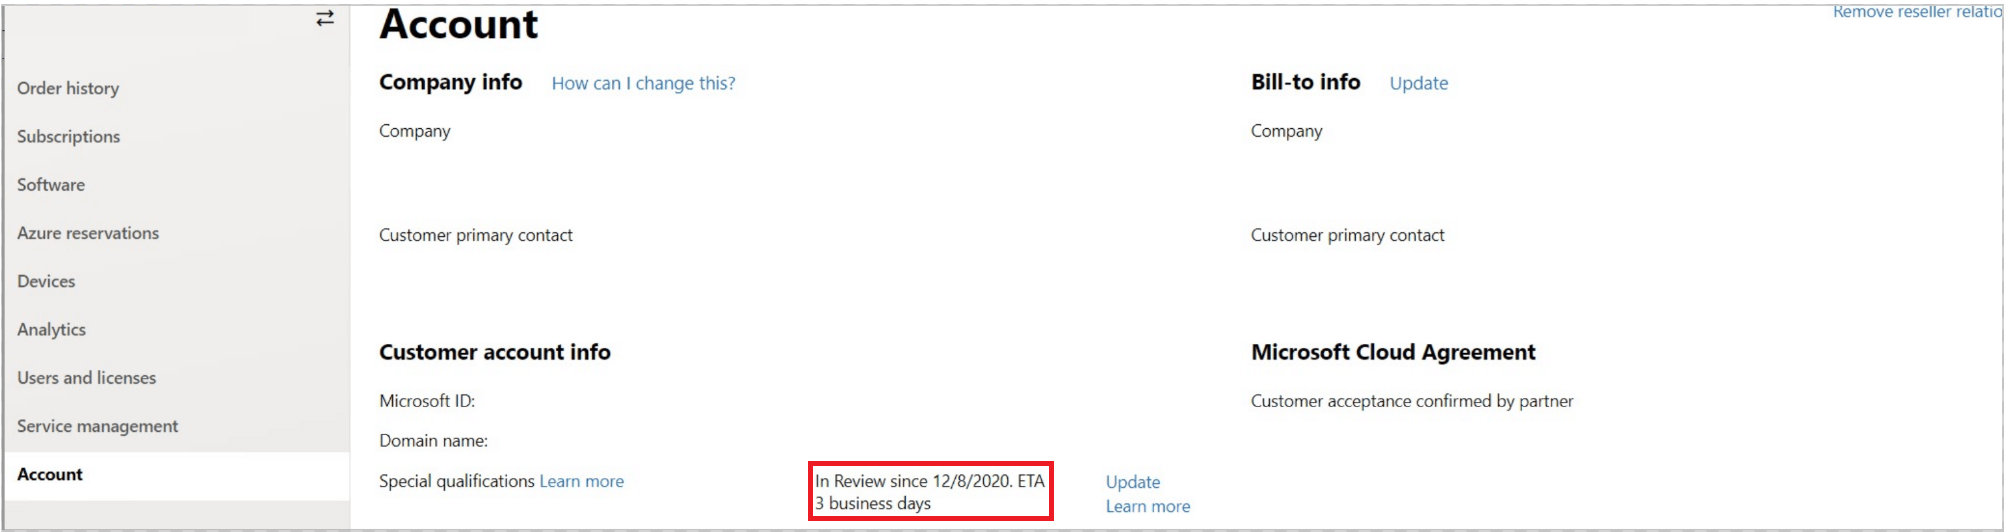 Account
Remove reseller relatio
Order history
Subscriptions
Software
Azure reservations
Devices
Analytics
Users and licenses
Service management
Account
Company info How can I change this?
Company
Customer primary contact
Bill-to info Update
Company
Customer primary contact
Customer account info
Microsoft ID:
Domain name:
Special qualifications Learn more
In Review since 12/8/2020. ETA
3 business days
Update
Learn more
Microsoft Cloud Agreement
Customer acceptance confirmed by partner